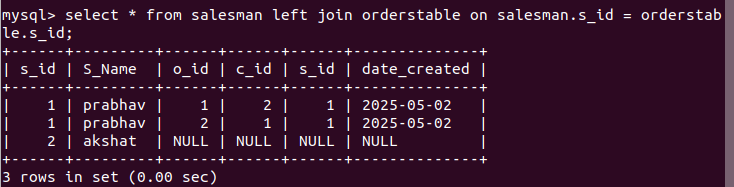 mysql> select * from salesman left join orderstable on salesman.s_id = orderstab
le.s_id;
+------+---------+------+------+------+--------------+
| s_id | S_Name  | o_id | c_id | s_id | date_created |
+------+---------+------+------+------+--------------+
|    1 | prabhav |    1 |    2 |    1 | 2025-05-02   |
|    1 | prabhav |    2 |    1 |    1 | 2025-05-02   |
|    2 | akshat  | NULL | NULL | NULL | NULL         |
+------+---------+------+------+------+--------------+
3 rows in set (0.00 sec)